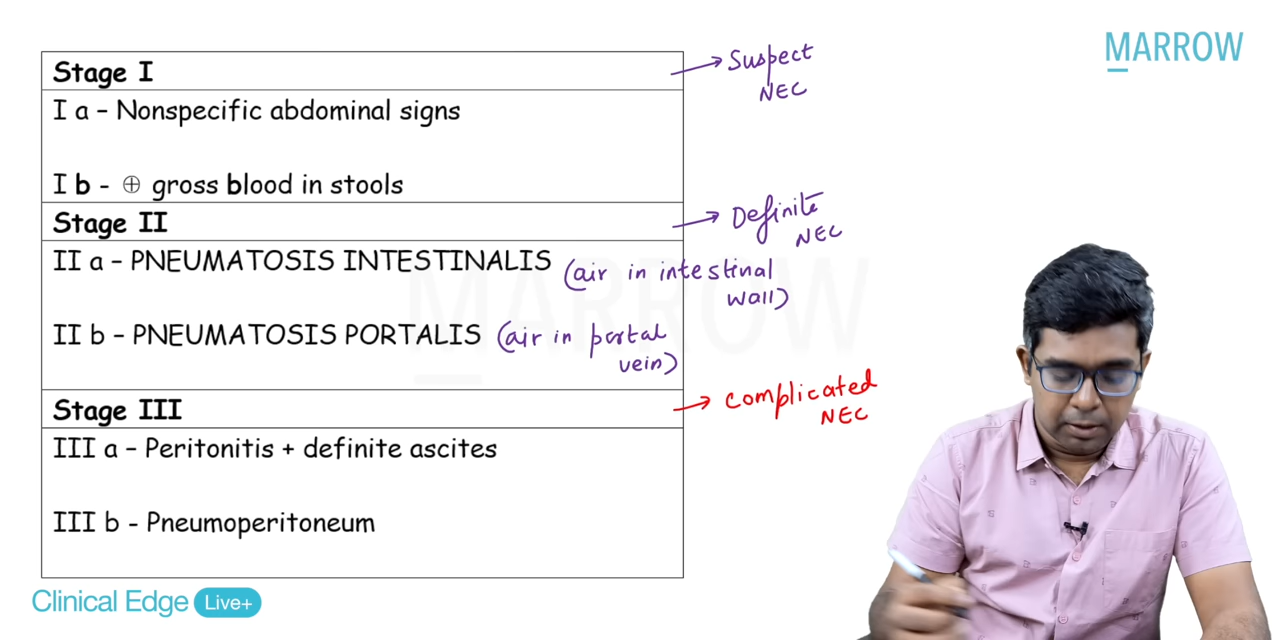 MARROW
Stage I
→ Suspect
NEC
I a – Nonspecific abdominal signs
I b - ⊕ gross blood in stools
Stage II
→ Definite
NEC
II a – PNEUMATOSIS INTESTINALIS (air in intestinal
wall)
II b – PNEUMATOSIS PORTALIS (air in portal
vein)
Stage III
→ complicated
NEC
III a – Peritonitis + definite ascites
III b - Pneumoperitoneum
MARROW
Clinical Edge Live+